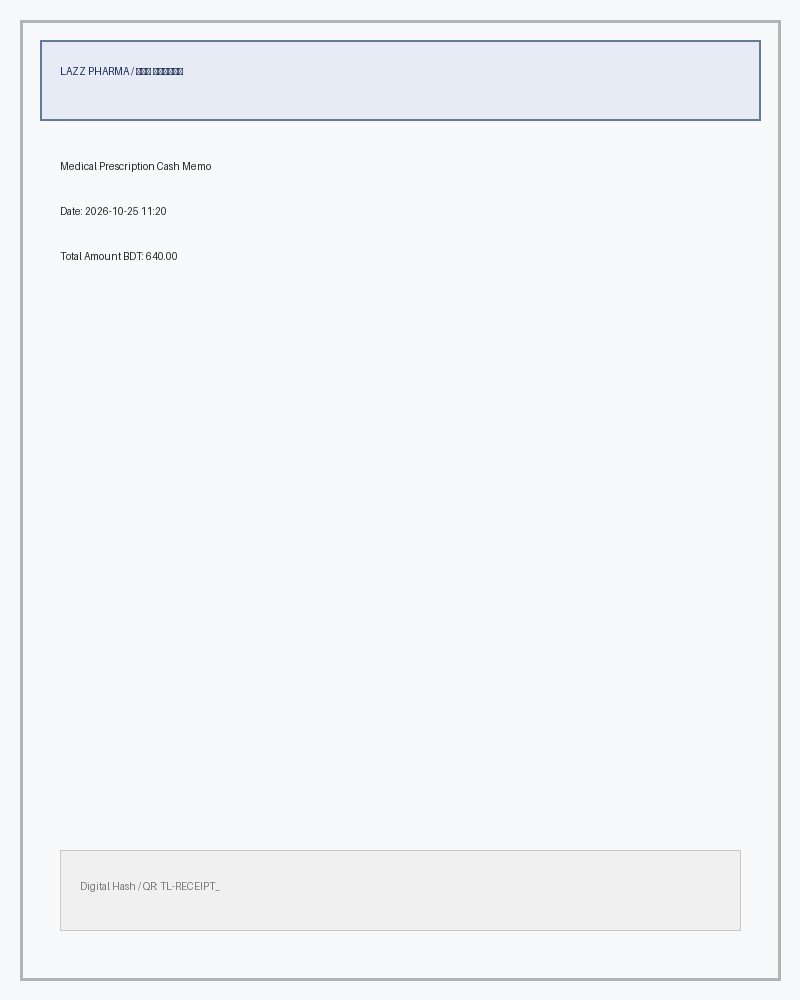 LAZZ PHARMA /
Medical Prescription Cash Memo
Date: 2026-10-25 11:20
Total Amount BDT: 640.00
Digital Hash / QR: TL-RECEIPT_